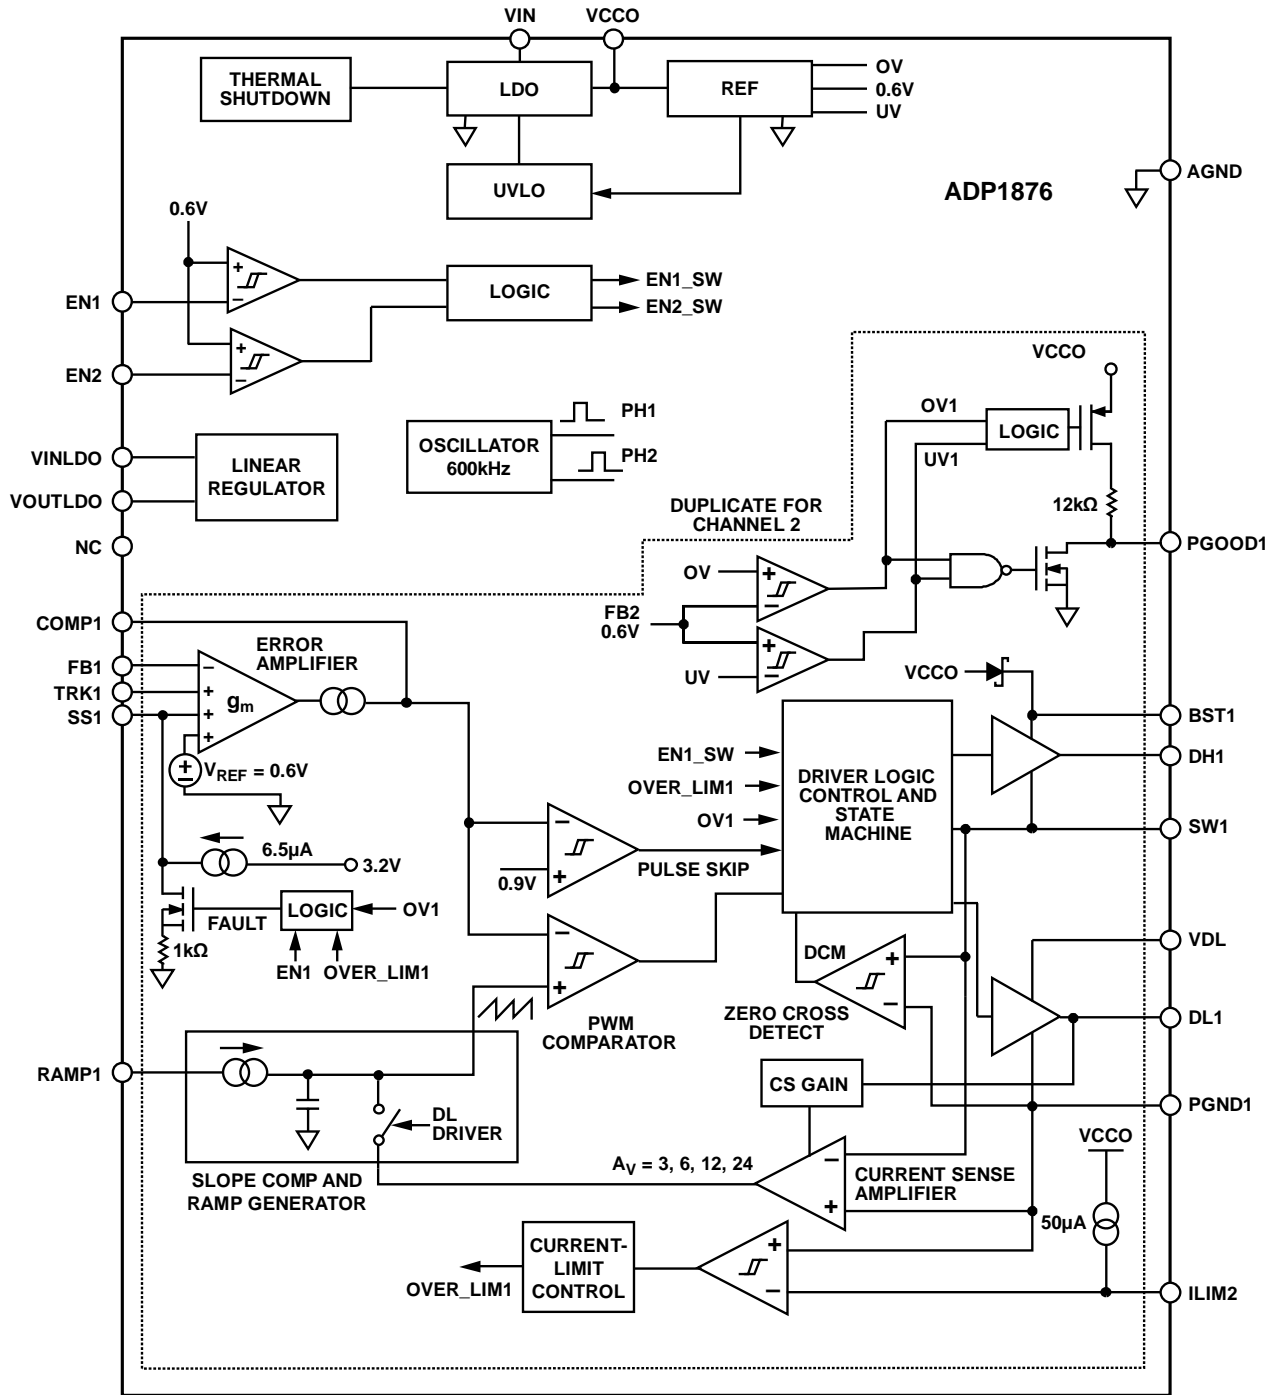 VIN
VCCO
THERMAL
SHUTDOWN
LDO
REF
OV
0.6V
UV
UVLO
ADP1876
AGND
0.6V
+
−
EN1
LOGIC
EN1_SW
EN2_SW
+
−
EN2
VCCO
OV1
LOGIC
UV1
12kΩ
PGOOD1
OSCILLATOR
600kHz
PH1
PH2
VINLDO
VOUTLDO
LINEAR
REGULATOR
NC
DUPLICATE FOR
CHANNEL 2
OV
+
−
FB2
0.6V
+
−
UV
COMP1
ERROR
AMPLIFIER
FB1
TRK1
SS1
−
+
+
+
gm
+
−
VREF = 0.6V
VCCO
BST1
DH1
SW1
EN1_SW
OVER_LIM1
OV1
DRIVER LOGIC
CONTROL AND
STATE
MACHINE
−
+
0.9V
PULSE SKIP
6.5µA
3.2V
FAULT
LOGIC
OV1
1kΩ
EN1
OVER_LIM1
−
+
PWM
COMPARATOR
DCM
+
−
ZERO CROSS
DETECT
VDL
DL1
RAMP1
DL
DRIVER
SLOPE COMP AND
RAMP GENERATOR
CS GAIN
PGND1
AV = 3, 6, 12, 24
−
+
CURRENT SENSE
AMPLIFIER
VCCO
50µA
OVER_LIM1
CURRENT-
LIMIT
CONTROL
+
−
ILIM2